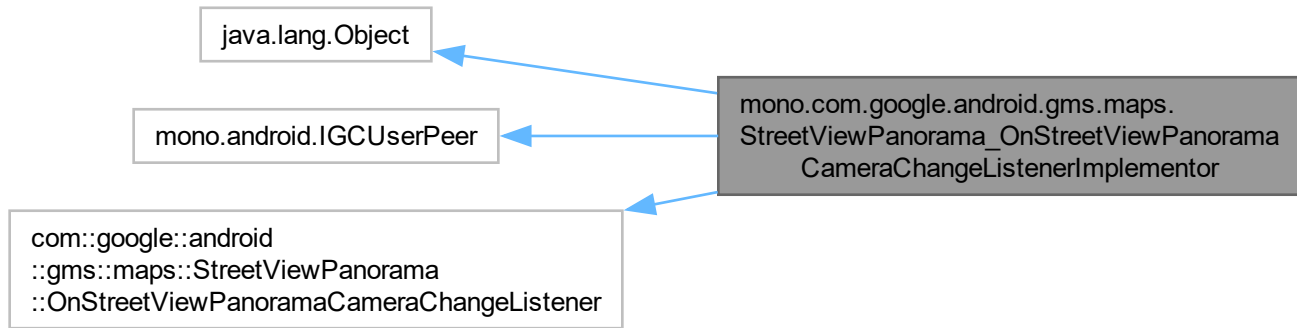 java.lang.Object
mono.android.IGCUserPeer
com::google::android
::gms::maps::StreetViewPanorama
::OnStreetViewPanoramaCameraChangeListener
mono.com.google.android.gms.maps.
StreetViewPanorama_OnStreetViewPanorama
CameraChangeListenerImplementor